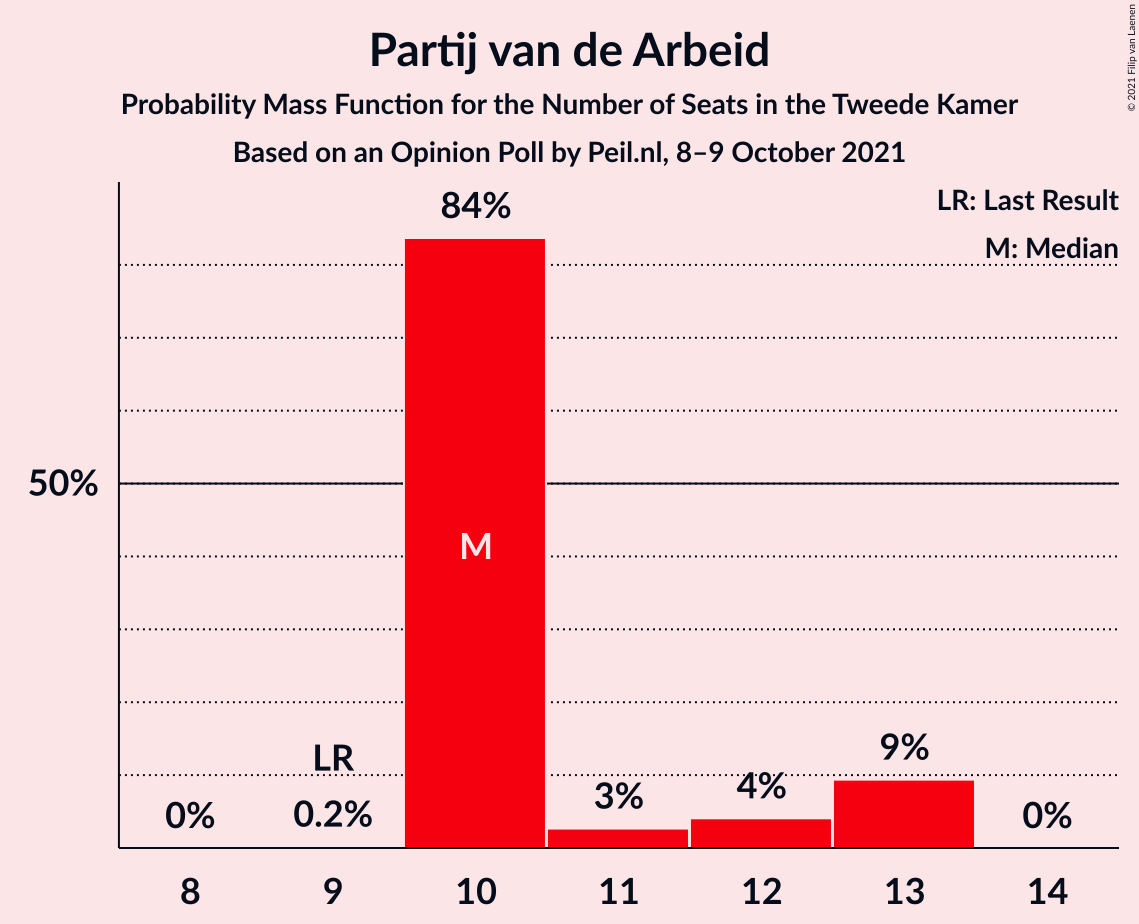 Partij van de Arbeid
Probability Mass Function for the Number of Seats in the Tweede Kamer
Based on an Opinion Poll by Peil.nl, 8–9 October 2021
© 2021 Filip van Laenen
LR: Last Result
M: Median
84%
50%
M
LR
0%
0.2%
3%
4%
9%
0%
8
9
10
11
12
13
14